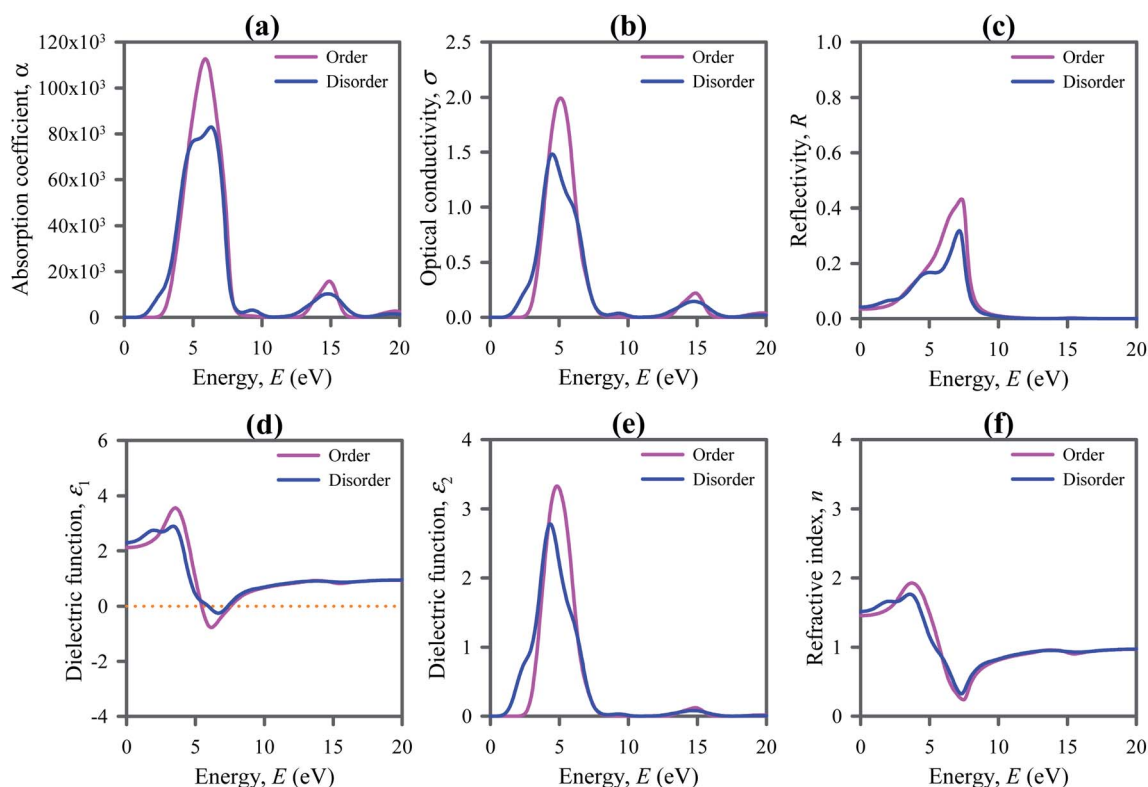 (a)
Absorption coefficient, α
120x10³
100x10³
80x10³
60x10³
40x10³
20x10³
0
Order
Disorder
0 5 10 15 20
Energy, E (eV)
(b)
Optical conductivity, σ
2.5
2.0
1.5
1.0
0.5
0.0
Order
Disorder
0 5 10 15 20
Energy, E (eV)
(c)
Reflectivity, R
1.0
0.8
0.6
0.4
0.2
0.0
Order
Disorder
0 5 10 15 20
Energy, E (eV)
(d)
Dielectric function, ε₁
6
4
2
0
-2
-4
Order
Disorder
0 5 10 15 20
Energy, E (eV)
(e)
Dielectric function, ε₂
4
3
2
1
0
Order
Disorder
0 5 10 15 20
Energy, E (eV)
(f)
Refractive index, n
4
3
2
1
0
Order
Disorder
0 5 10 15 20
Energy, E (eV)